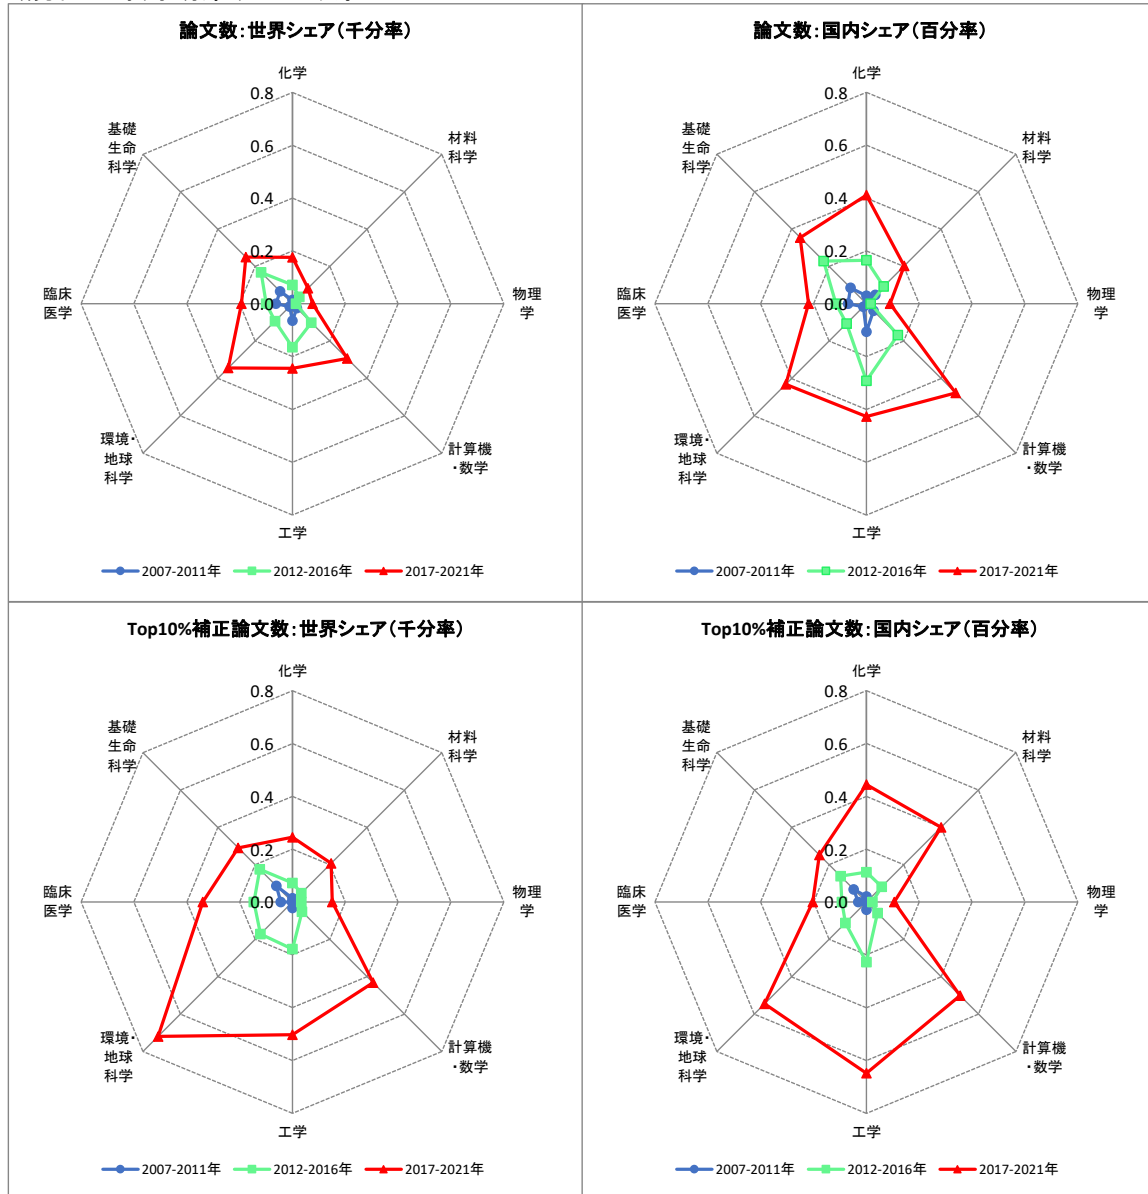 論文数：世界シェア（千分率）
化学
0.8
0.6
0.4
0.2
0.0
材料
科学
物理
学
計算機
・数学
工学
環境・
地球
科学
臨床
医学
基礎
生命
科学
2007-2011年
2012-2016年
2017-2021年
論文数：国内シェア（百分率）
化学
0.8
0.6
0.4
0.2
0.0
材料
科学
物理
学
計算機
・数学
工学
環境・
地球
科学
臨床
医学
基礎
生命
科学
2007-2011年
2012-2016年
2017-2021年
Top10%補正論文数：世界シェア（千分率）
化学
0.8
0.6
0.4
0.2
0.0
材料
科学
物理
学
計算機
・数学
工学
環境・
地球
科学
臨床
医学
基礎
生命
科学
2007-2011年
2012-2016年
2017-2021年
Top10%補正論文数：国内シェア（百分率）
化学
0.8
0.6
0.4
0.2
0.0
材料
科学
物理
学
計算機
・数学
工学
環境・
地球
科学
臨床
医学
基礎
生命
科学
2007-2011年
2012-2016年
2017-2021年